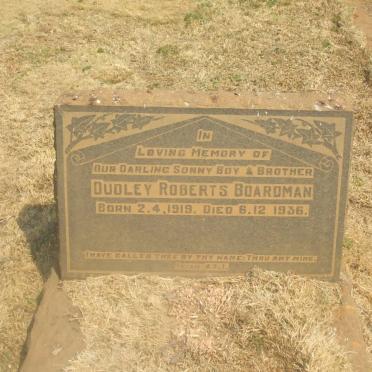 IN
LOVING MEMORY OF
OUR DARLING SONNY BOY & BROTHER
DUDLEY ROBERTS BOARDMAN
BORN 2.4.1919. DIED 6.12 1936.
I HAVE CALLED THEE BY THY NAME: THOU ART MINE.